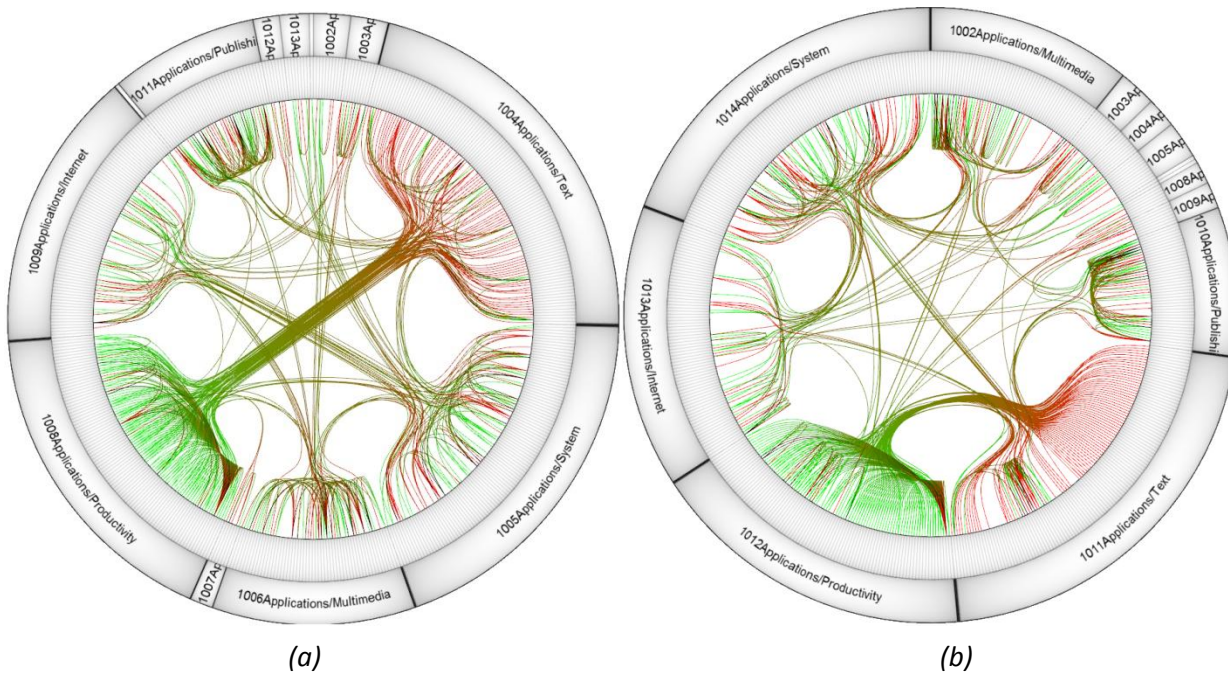 1011Applications/Publishi
1012Ap
1013Ap
1002Ap
1003Ap
1004Applications/Text
1005Applications/System
1006Applications/Multimedia
1007Ap
1008Applications/Productivity
1009Applications/Internet
(a)
1002Applications/Multimedia
1003Ap
1004Ap
1005Ap
1008Ap
1009Ap
1010Applications/Publishi
1011Applications/Text
1012Applications/Productivity
1013Applications/Internet
1014Applications/System
(b)